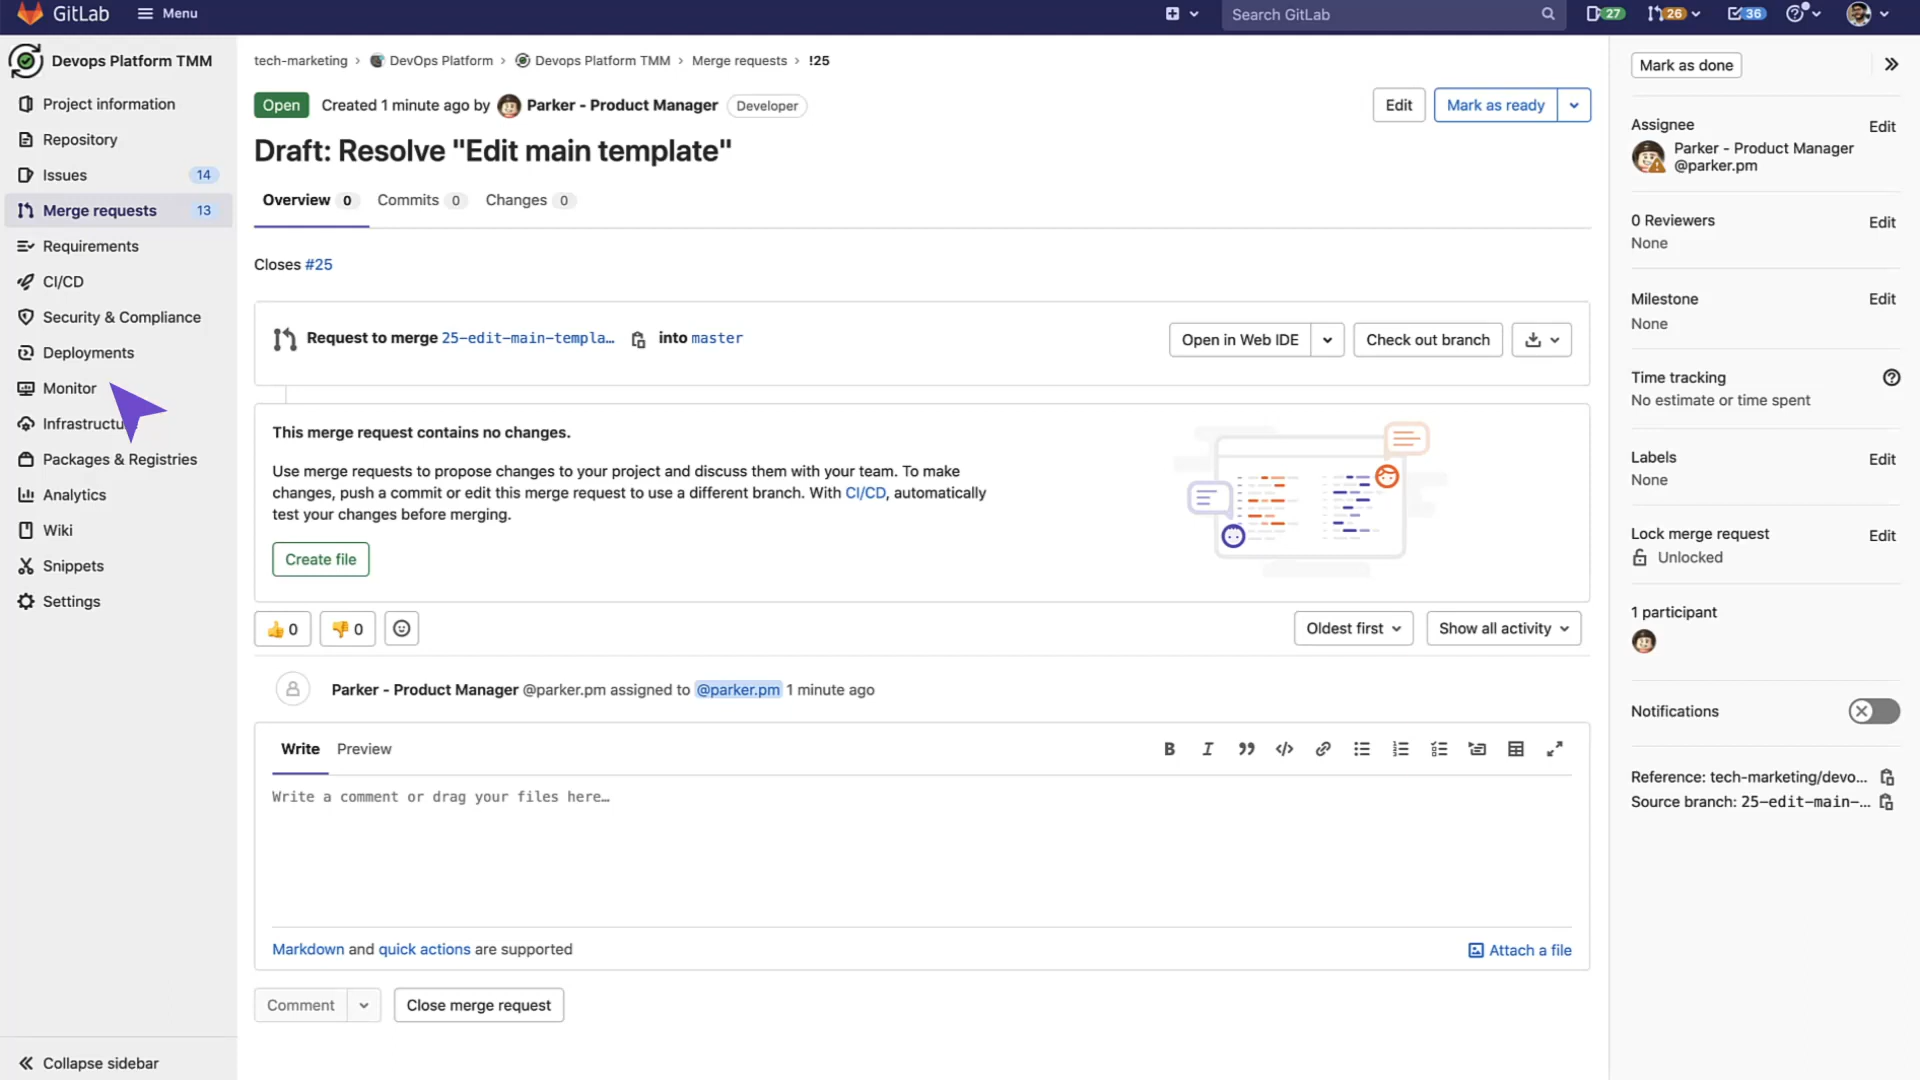 GitLab
Menu
Search GitLab
27
26
36
Devops Platform TMM
Project information
Repository
Issues 14
Merge requests 13
Requirements
CI/CD
Security & Compliance
Deployments
Monitor
Infrastructu
Packages & Registries
Analytics
Wiki
Snippets
Settings
Collapse sidebar
tech-marketing › DevOps Platform › Devops Platform TMM › Merge requests › !25
Open Created 1 minute ago by Parker - Product Manager Developer
Edit
Mark as ready
Draft: Resolve "Edit main template"
Overview 0 Commits 0 Changes 0
Closes #25
Request to merge 25-edit-main-templa… into master
Open in Web IDE
Check out branch
This merge request contains no changes.
Use merge requests to propose changes to your project and discuss them with your team. To make
changes, push a commit or edit this merge request to use a different branch. With CI/CD, automatically
test your changes before merging.
Create file
👍 0 👎 0
Oldest first
Show all activity
Parker - Product Manager @parker.pm assigned to @parker.pm 1 minute ago
Write Preview
Write a comment or drag your files here…
Markdown and quick actions are supported
Attach a file
Comment
Close merge request
Mark as done
Assignee Edit
Parker - Product Manager
@parker.pm
0 Reviewers Edit
None
Milestone Edit
None
Time tracking
No estimate or time spent
Labels Edit
None
Lock merge request Edit
Unlocked
1 participant
Notifications
Reference: tech-marketing/devo...
Source branch: 25-edit-main-...